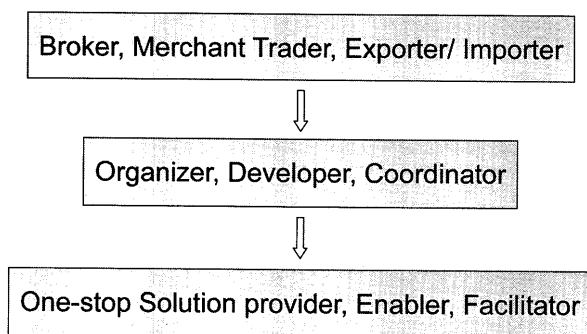 Broker, Merchant Trader, Exporter/ Importer
Organizer, Developer, Coordinator
One-stop Solution provider, Enabler, Facilitator